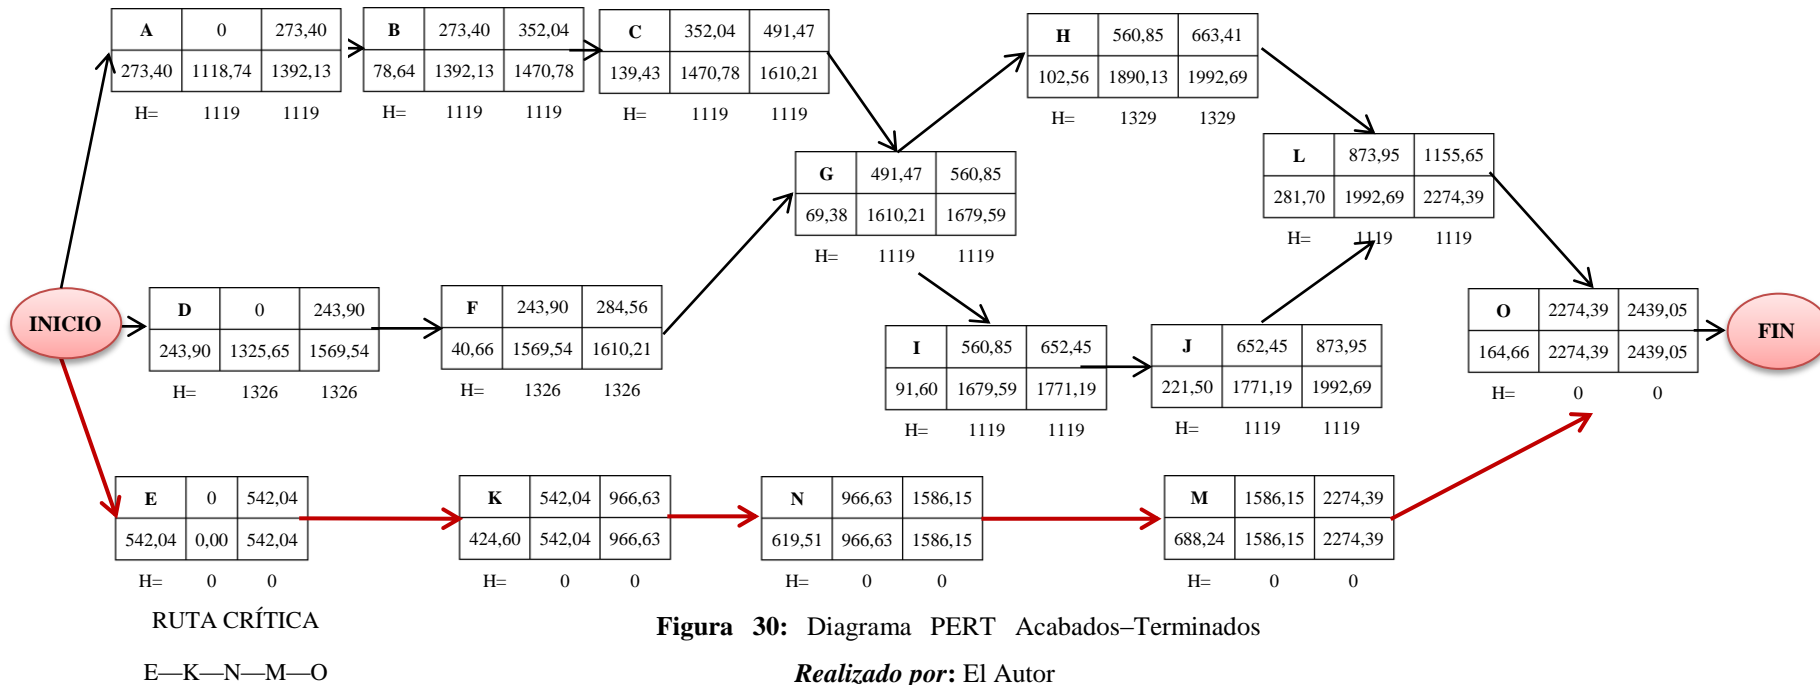 A 0 273,40
273,40 1118,74 1392,13
H= 1119 1119
B 273,40 352,04
78,64 1392,13 1470,78
H= 1119 1119
C 352,04 491,47
139,43 1470,78 1610,21
H= 1119 1119
H 560,85 663,41
102,56 1890,13 1992,69
H= 1329 1329
G 491,47 560,85
69,38 1610,21 1679,59
H= 1119 1119
L 873,95 1155,65
281,70 1992,69 2274,39
H= 1119 1119
INICIO
D 0 243,90
243,90 1325,65 1569,54
H= 1326 1326
F 243,90 284,56
40,66 1569,54 1610,21
H= 1326 1326
I 560,85 652,45
91,60 1679,59 1771,19
H= 1119 1119
J 652,45 873,95
221,50 1771,19 1992,69
H= 1119 1119
O 2274,39 2439,05
164,66 2274,39 2439,05
H= 0 0
FIN
E 0 542,04
542,04 0,00 542,04
H= 0 0
K 542,04 966,63
424,60 542,04 966,63
H= 0 0
N 966,63 1586,15
619,51 966,63 1586,15
H= 0 0
M 1586,15 2274,39
688,24 1586,15 2274,39
H= 0 0
RUTA CRÍTICA
E—K—N—M—O
Figura 30: Diagrama PERT Acabados–Terminados
Realizado por: El Autor